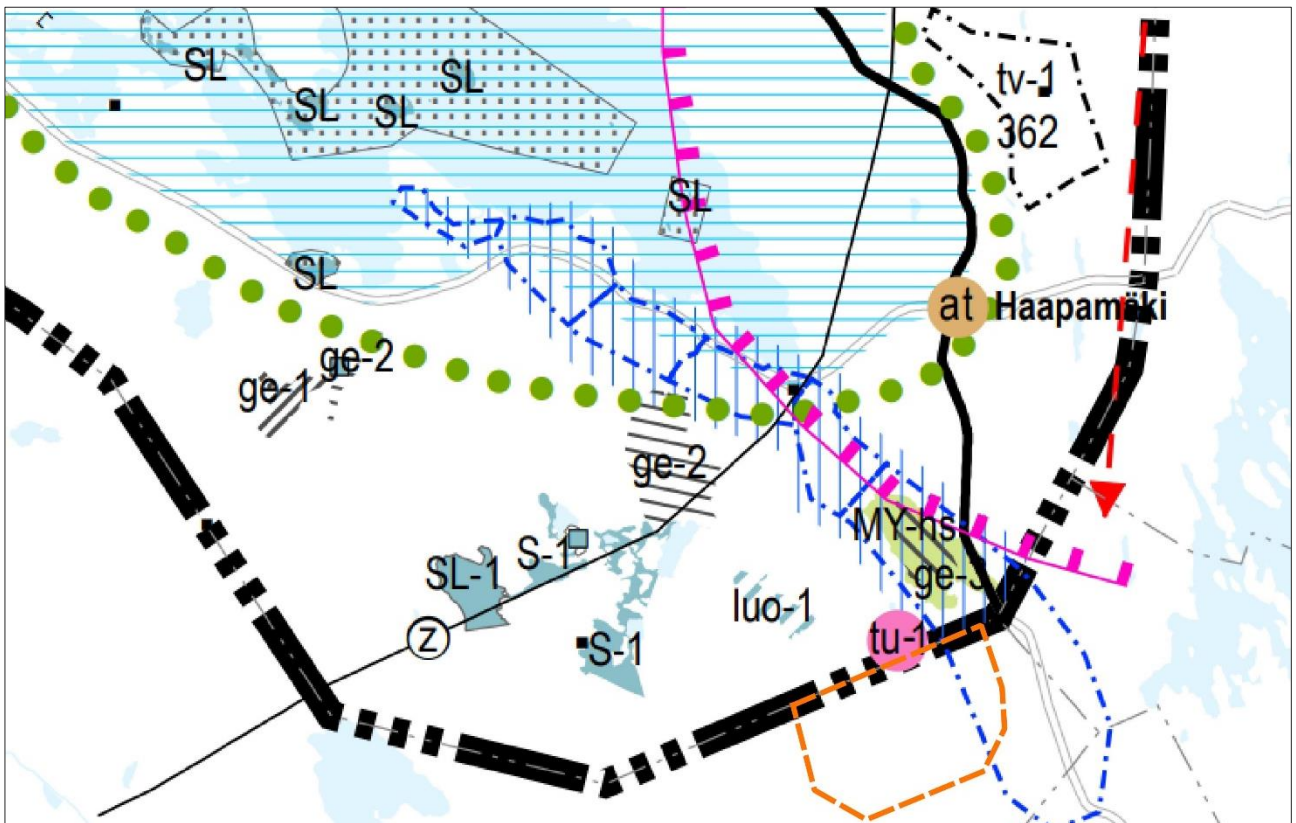 SL
SL
SL
SL
tv-1
362
SL
SL
at
Haapamäki
ge-2
ge-1
ge-2
MY-hs
S-1
SL-1
ge-3
luo-1
tu-1
S-1
z